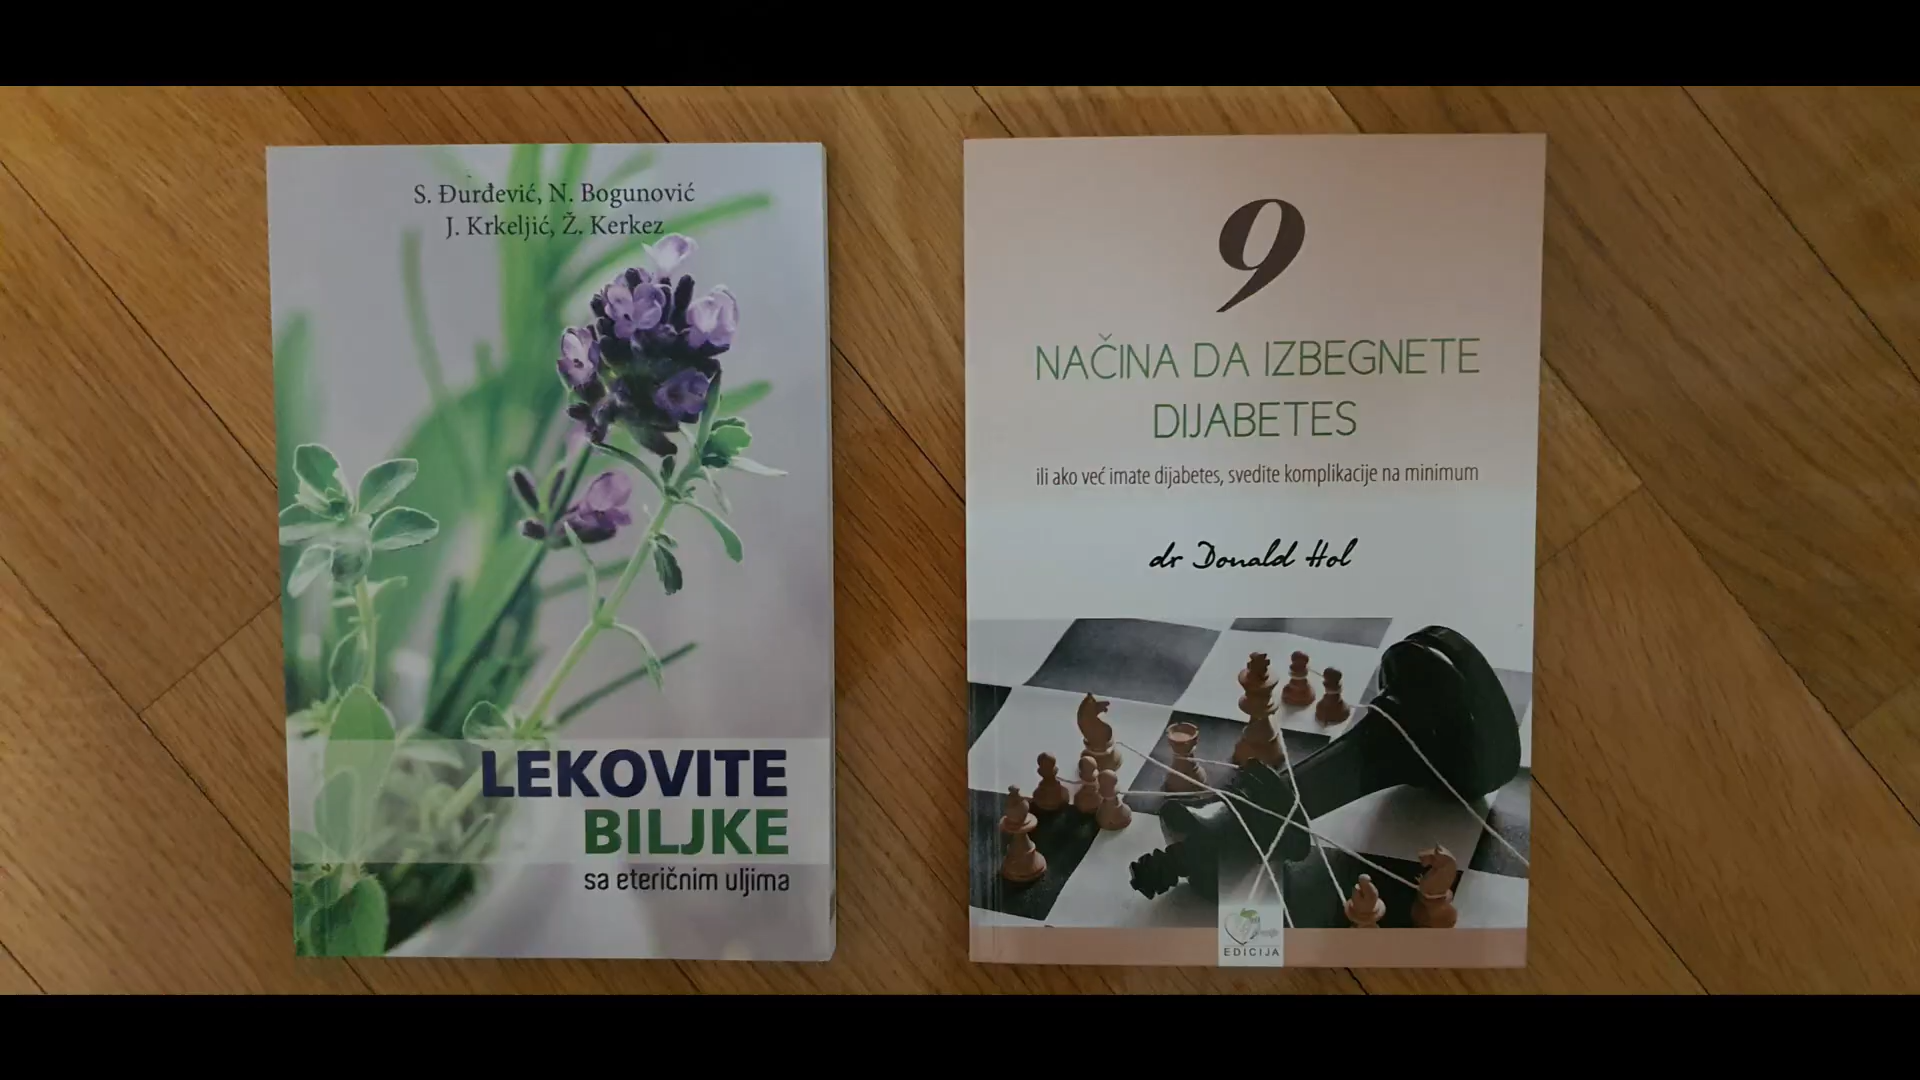 S. Đurđević, N. Bogunović
J. Krkeljić, Ž. Kerkez
LEKOVITE
BILJKE
sa eteričnim uljima
9
NAČINA DA IZBEGNETE
DIJABETES
ili ako već imate dijabetes, svedite komplikacije na minimum
dr Donald Hol
EDICIJA